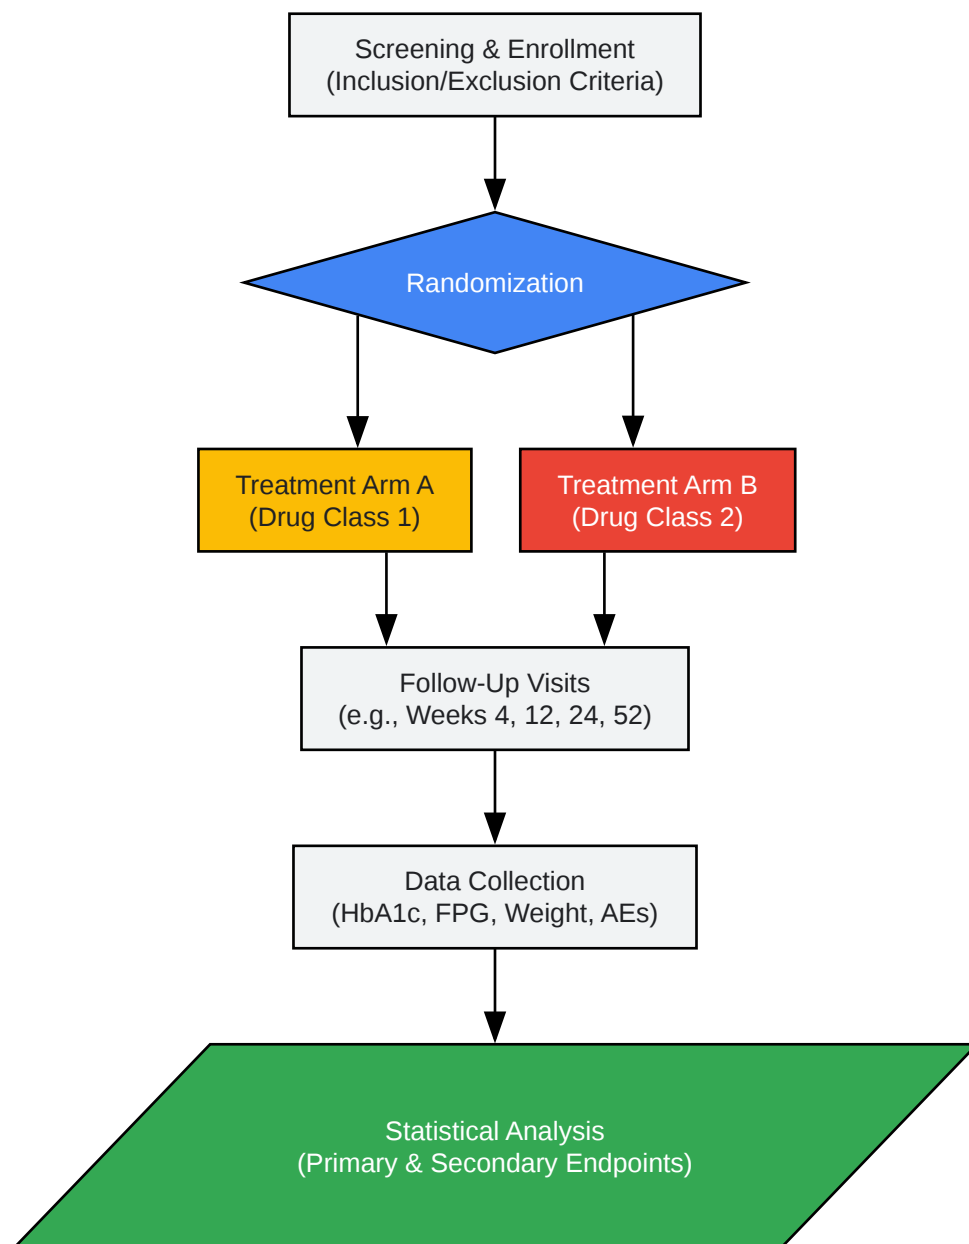 Screening & Enrollment
(Inclusion/Exclusion Criteria)
Randomization
Treatment Arm A
(Drug Class 1)
Treatment Arm B
(Drug Class 2)
Follow-Up Visits
(e.g., Weeks 4, 12, 24, 52)
Data Collection
(HbA1c, FPG, Weight, AEs)
Statistical Analysis
(Primary & Secondary Endpoints)